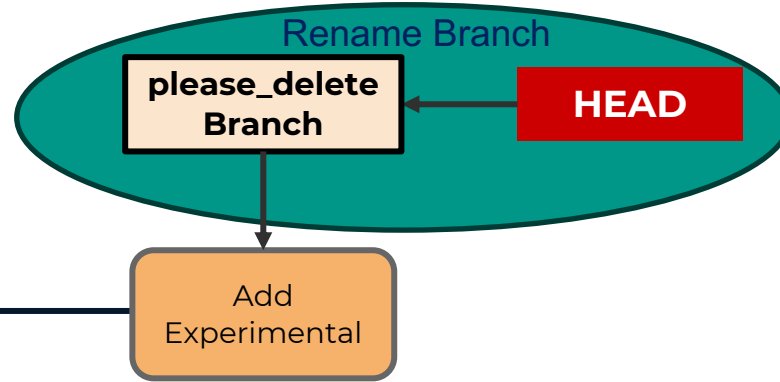 Rename Branch
please_delete
Branch
HEAD
Add
Experimental